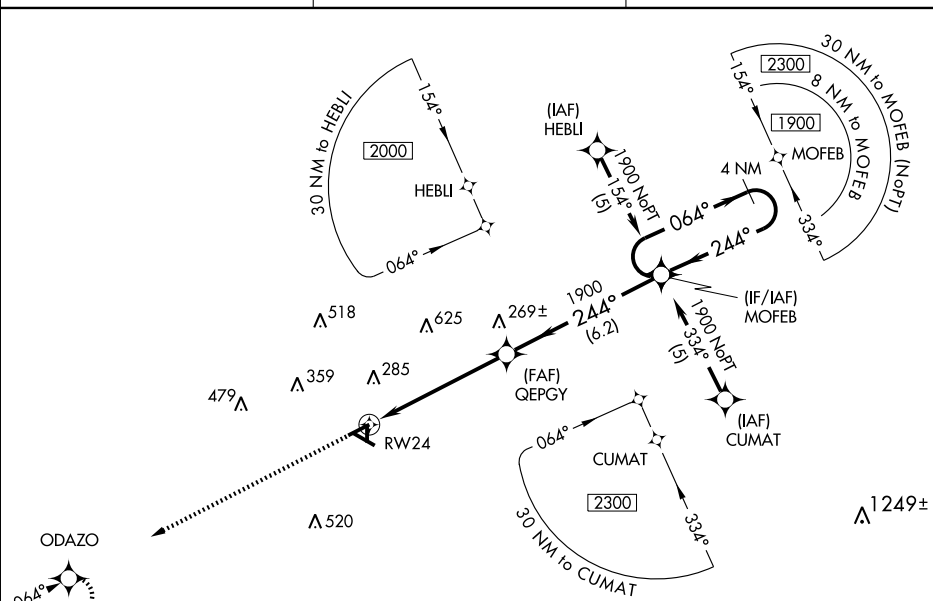 30 NM to HEBLI
154°
2000
HEBLI
064°
(IAF)
HEBLI
1900 NoPT
154°
(5)
4 NM
064°
244°
30 NM to MOFEB (NoPT)
2300
8 NM to MOFEB
1900
154°
MOFEB
334°
(IF/IAF)
MOFEB
1900
244°
(6.2)
1900 NoPT
334°
(5)
(IAF)
CUMAT
518
625
269±
479
359
285
(FAF)
QEPGY
RW24
064°
CUMAT
2300
334°
30 NM to CUMAT
520
1249±
ODAZO
064°